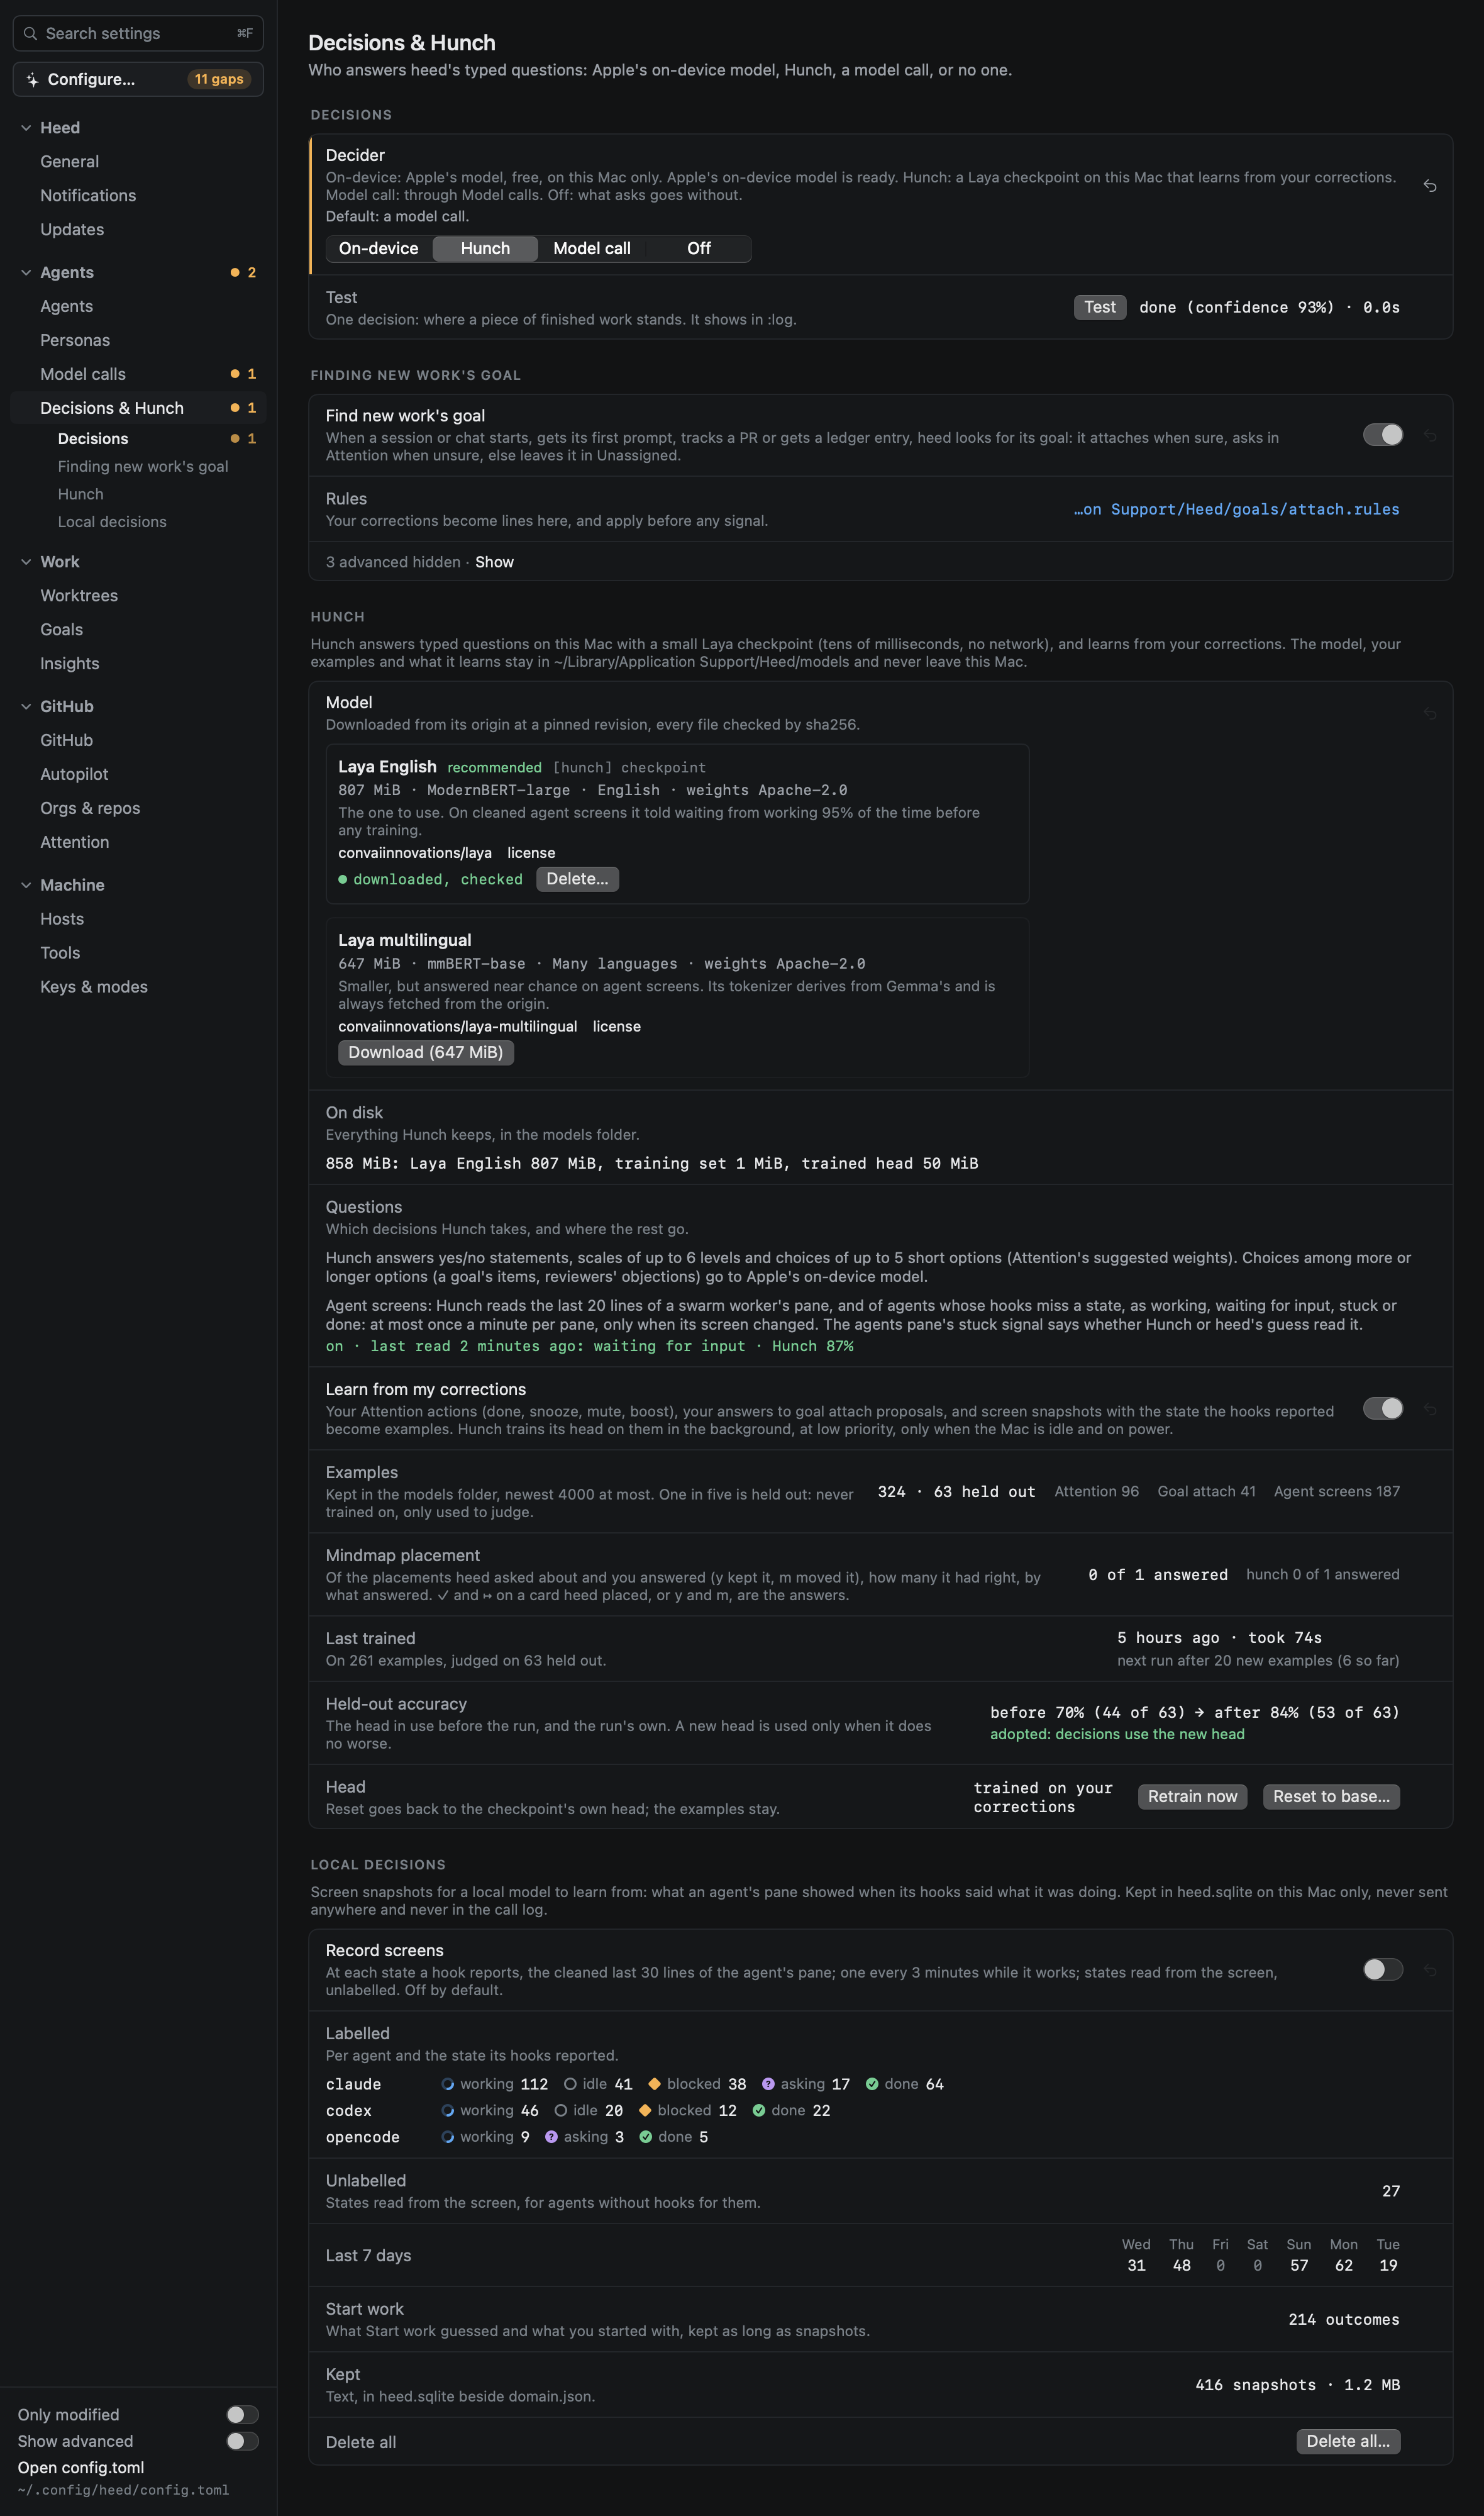 Search settings ⌘F
Configure... 11 gaps
Heed
General
Notifications
Updates
Agents 2
Agents
Personas
Model calls 1
Decisions & Hunch 1
Decisions 1
Finding new work's goal
Hunch
Local decisions
Work
Worktrees
Goals
Insights
GitHub
GitHub
Autopilot
Orgs & repos
Attention
Machine
Hosts
Tools
Keys & modes
Only modified
Show advanced
Open config.toml
~/.config/heed/config.toml
Decisions & Hunch
Who answers heed's typed questions: Apple's on-device model, Hunch, a model call, or no one.
DECISIONS
Decider
On-device: Apple's model, free, on this Mac only. Apple's on-device model is ready. Hunch: a Laya checkpoint on this Mac that learns from your corrections.
Model call: through Model calls. Off: what asks goes without.
Default: a model call.
On-device Hunch Model call Off
Test
One decision: where a piece of finished work stands. It shows in :log.
Test done (confidence 93%) · 0.0s
FINDING NEW WORK'S GOAL
Find new work's goal
When a session or chat starts, gets its first prompt, tracks a PR or gets a ledger entry, heed looks for its goal: it attaches when sure, asks in
Attention when unsure, else leaves it in Unassigned.
Rules
Your corrections become lines here, and apply before any signal.
…on Support/Heed/goals/attach.rules
3 advanced hidden · Show
HUNCH
Hunch answers typed questions on this Mac with a small Laya checkpoint (tens of milliseconds, no network), and learns from your corrections. The model, your
examples and what it learns stay in ~/Library/Application Support/Heed/models and never leave this Mac.
Model
Downloaded from its origin at a pinned revision, every file checked by sha256.
Laya English recommended [hunch] checkpoint
807 MiB · ModernBERT-large · English · weights Apache-2.0
The one to use. On cleaned agent screens it told waiting from working 95% of the time before
any training.
convaiinnovations/laya license
downloaded, checked Delete...
Laya multilingual
647 MiB · mmBERT-base · Many languages · weights Apache-2.0
Smaller, but answered near chance on agent screens. Its tokenizer derives from Gemma's and is
always fetched from the origin.
convaiinnovations/laya-multilingual license
Download (647 MiB)
On disk
Everything Hunch keeps, in the models folder.
858 MiB: Laya English 807 MiB, training set 1 MiB, trained head 50 MiB
Questions
Which decisions Hunch takes, and where the rest go.
Hunch answers yes/no statements, scales of up to 6 levels and choices of up to 5 short options (Attention's suggested weights). Choices among more or
longer options (a goal's items, reviewers' objections) go to Apple's on-device model.
Agent screens: Hunch reads the last 20 lines of a swarm worker's pane, and of agents whose hooks miss a state, as working, waiting for input, stuck or
done: at most once a minute per pane, only when its screen changed. The agents pane's stuck signal says whether Hunch or heed's guess read it.
on · last read 2 minutes ago: waiting for input · Hunch 87%
Learn from my corrections
Your Attention actions (done, snooze, mute, boost), your answers to goal attach proposals, and screen snapshots with the state the hooks reported
become examples. Hunch trains its head on them in the background, at low priority, only when the Mac is idle and on power.
Examples
Kept in the models folder, newest 4000 at most. One in five is held out: never
trained on, only used to judge.
324 · 63 held out Attention 96 Goal attach 41 Agent screens 187
Mindmap placement
Of the placements heed asked about and you answered (y kept it, m moved it), how many it had right, by
what answered. ✓ and ↦ on a card heed placed, or y and m, are the answers.
0 of 1 answered hunch 0 of 1 answered
Last trained
On 261 examples, judged on 63 held out.
5 hours ago · took 74s
next run after 20 new examples (6 so far)
Held-out accuracy
The head in use before the run, and the run's own. A new head is used only when it does
no worse.
before 70% (44 of 63) → after 84% (53 of 63)
adopted: decisions use the new head
Head
Reset goes back to the checkpoint's own head; the examples stay.
trained on your
corrections
Retrain now Reset to base...
LOCAL DECISIONS
Screen snapshots for a local model to learn from: what an agent's pane showed when its hooks said what it was doing. Kept in heed.sqlite on this Mac only, never sent
anywhere and never in the call log.
Record screens
At each state a hook reports, the cleaned last 30 lines of the agent's pane; one every 3 minutes while it works; states read from the screen,
unlabelled. Off by default.
Labelled
Per agent and the state its hooks reported.
claude working 112 idle 41 blocked 38 ? asking 17 done 64
codex working 46 idle 20 blocked 12 done 22
opencode working 9 ? asking 3 done 5
Unlabelled
States read from the screen, for agents without hooks for them.
27
Last 7 days
Wed Thu Fri Sat Sun Mon Tue
31 48 0 0 57 62 19
Start work
What Start work guessed and what you started with, kept as long as snapshots.
214 outcomes
Kept
Text, in heed.sqlite beside domain.json.
416 snapshots · 1.2 MB
Delete all
Delete all...